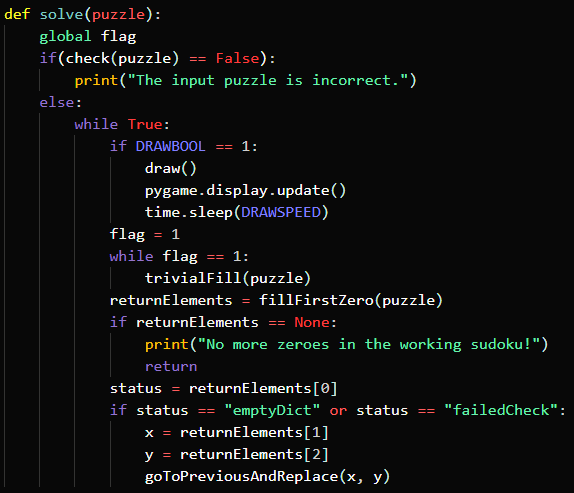 def solve(puzzle):
    global flag
    if(check(puzzle) == False):
        print("The input puzzle is incorrect.")
    else:
        while True:
            if DRAWBOOL == 1:
                draw()
                pygame.display.update()
                time.sleep(DRAWSPEED)
            flag = 1
            while flag == 1:
                trivialFill(puzzle)
            returnElements = fillFirstZero(puzzle)
            if returnElements == None:
                print("No more zeroes in the working sudoku!")
                return
            status = returnElements[0]
            if status == "emptyDict" or status == "failedCheck":
                x = returnElements[1]
                y = returnElements[2]
                goToPreviousAndReplace(x, y)